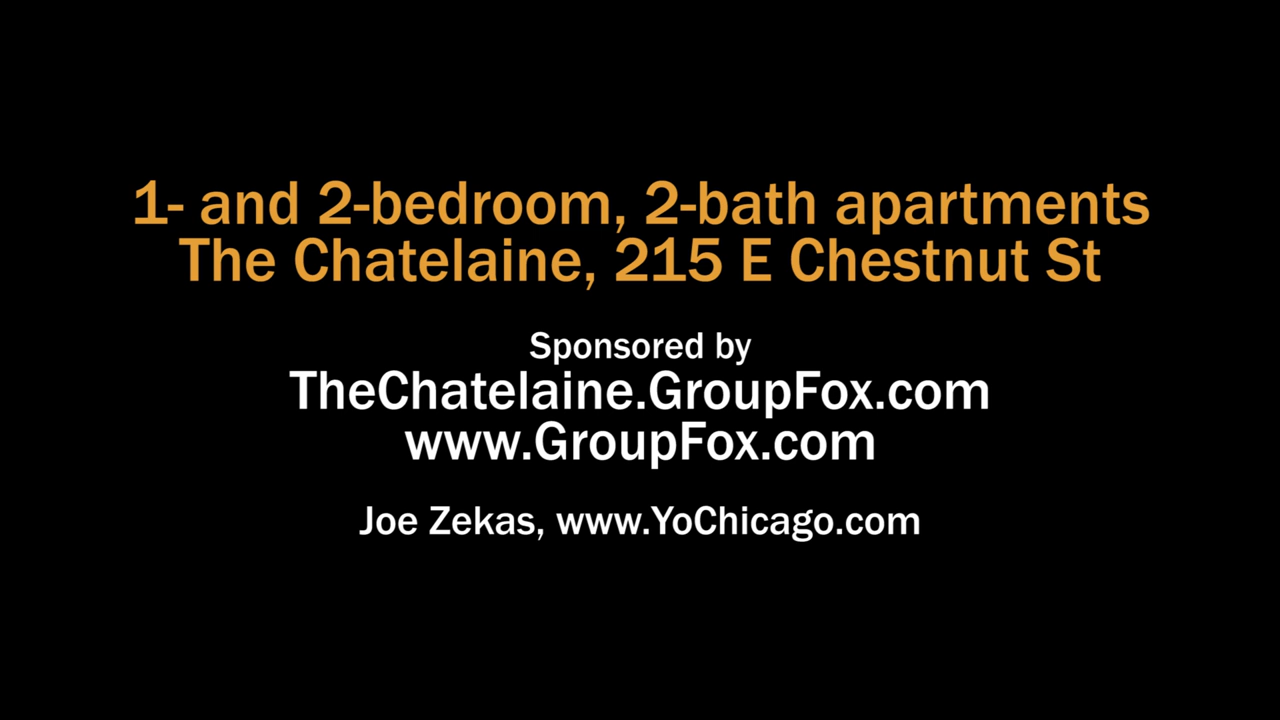 1- and 2-bedroom, 2-bath apartments
The Chatelaine, 215 E Chestnut St
Sponsored by
TheChatelaine.GroupFox.com
www.GroupFox.com
Joe Zekas, www.YoChicago.com